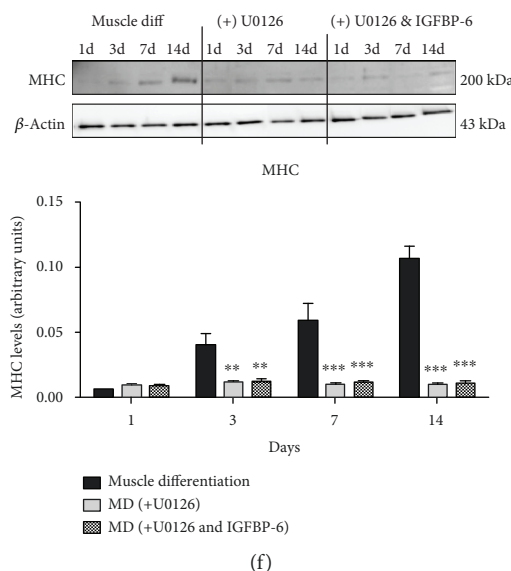 Muscle diff (+) U0126 (+) U0126 & IGFBP-6
1d 3d 7d 14d 1d 3d 7d 14d 1d 3d 7d 14d
MHC 200 kDa
β-Actin 43 kDa
MHC
MHC levels (arbitrary units)
0.15
0.10
0.05
0.00
** **
*** ***
*** ***
1 3 7 14
Days
Muscle differentiation
MD (+U0126)
MD (+U0126 and IGFBP-6)
(f)